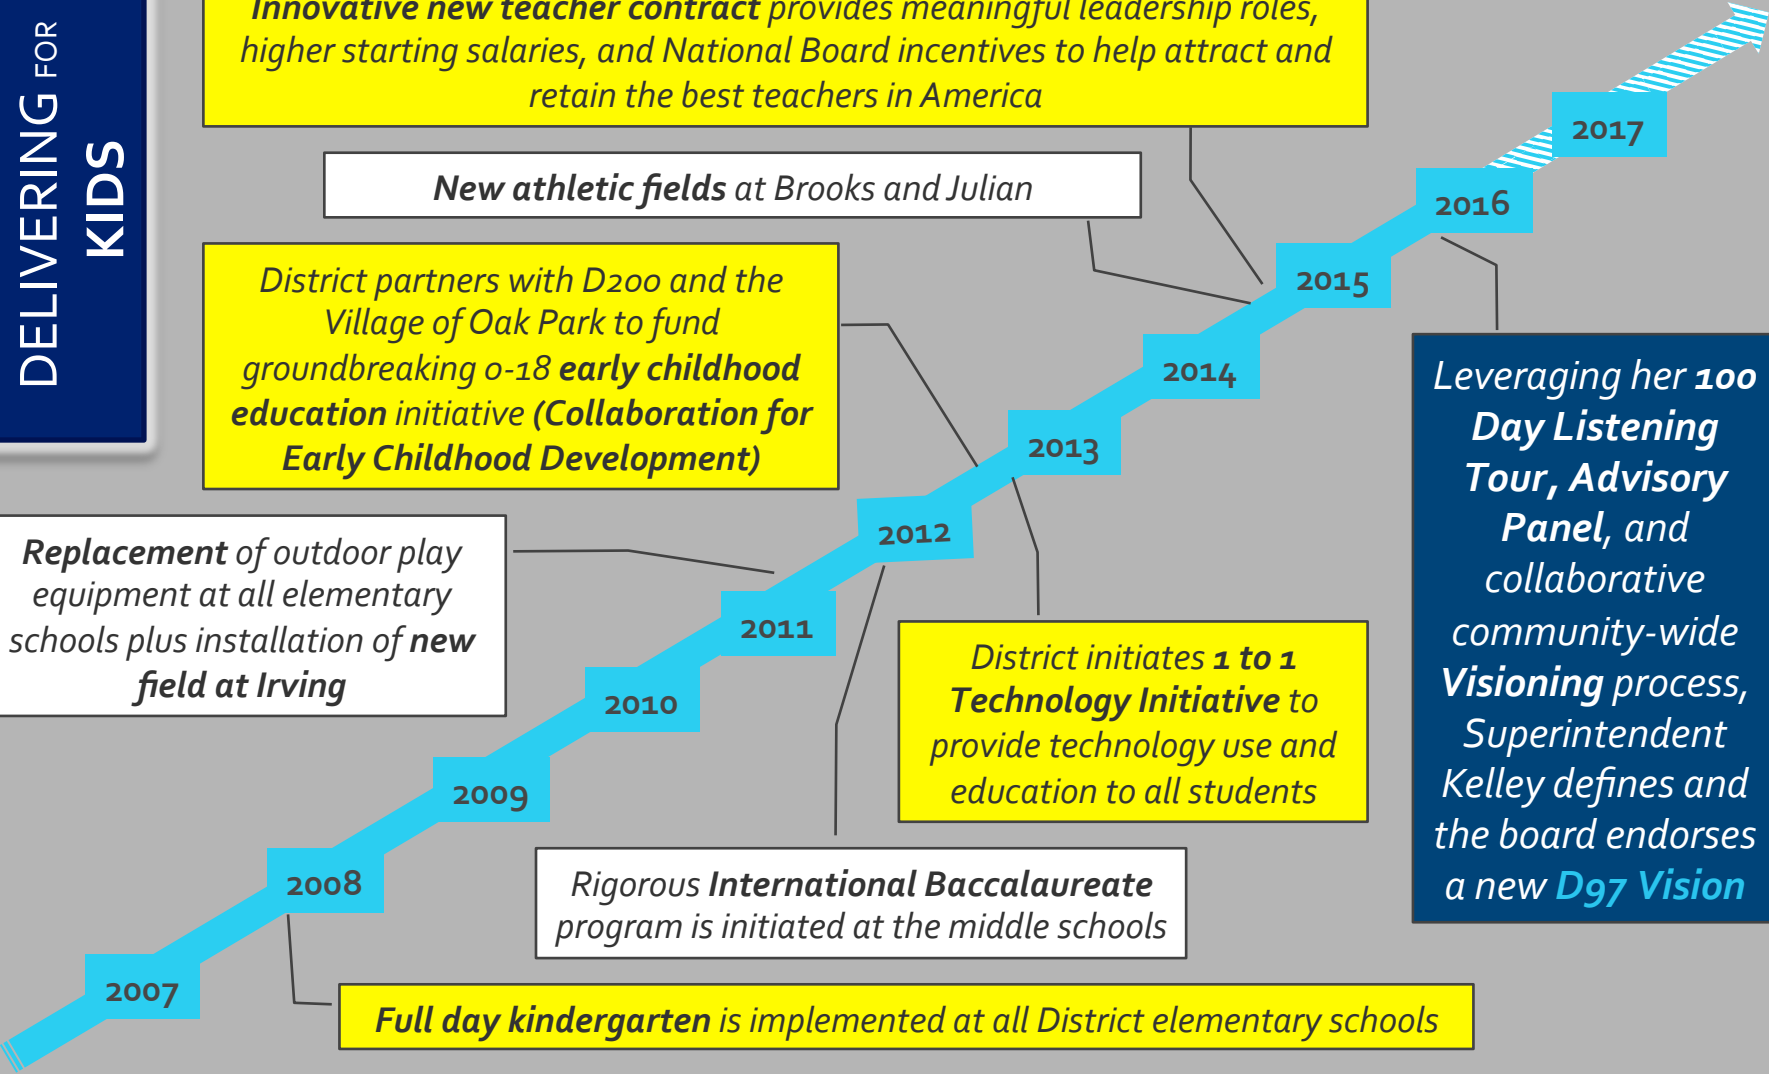 DELIVERING FOR
KIDS
Innovative new teacher contract provides meaningful leadership roles,
higher starting salaries, and National Board incentives to help attract and
retain the best teachers in America
New athletic fields at Brooks and Julian
District partners with D200 and the
Village of Oak Park to fund
groundbreaking 0-18 early childhood
education initiative (Collaboration for
Early Childhood Development)
Replacement of outdoor play
equipment at all elementary
schools plus installation of new
field at Irving
2017
2016
2015
2014
2013
2012
2011
2010
2009
2008
2007
Leveraging her 100
Day Listening
Tour, Advisory
Panel, and
collaborative
community-wide
Visioning process,
Superintendent
Kelley defines and
the board endorses
a new D97 Vision
District initiates 1 to 1
Technology Initiative to
provide technology use and
education to all students
Rigorous International Baccalaureate
program is initiated at the middle schools
Full day kindergarten is implemented at all District elementary schools